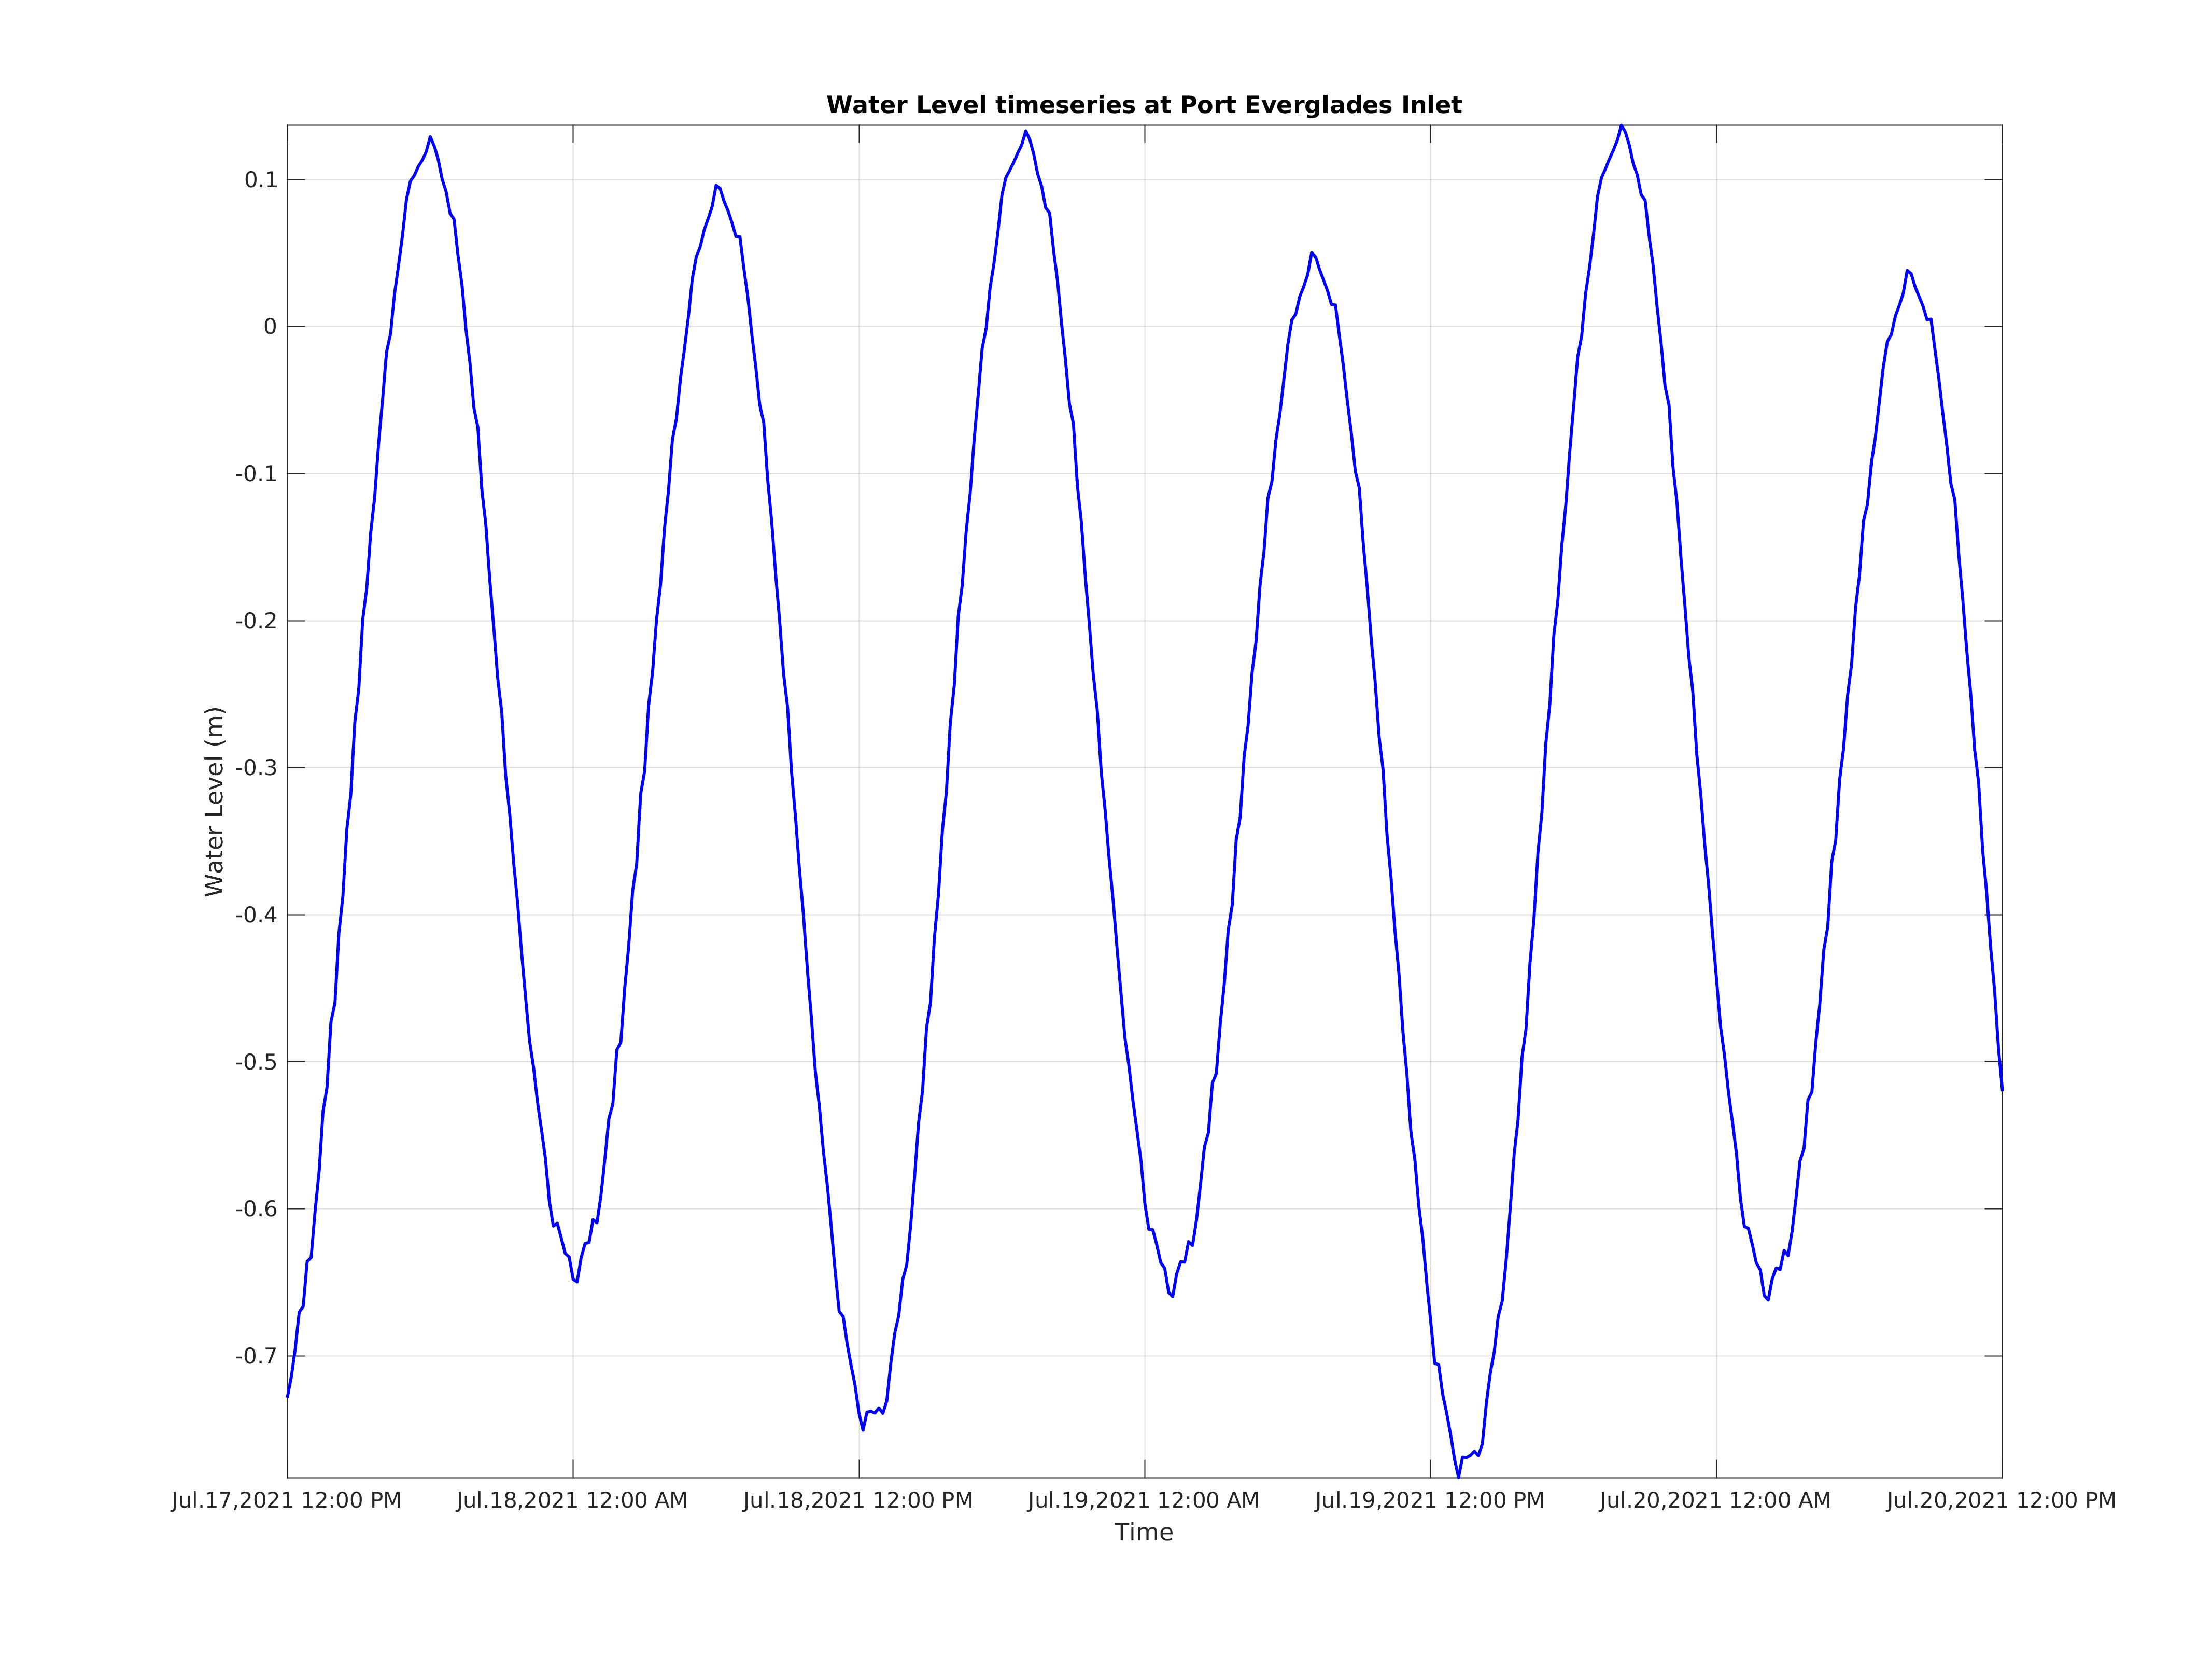 Water Level timeseries at Port Everglades Inlet
0.1
0
-0.1
-0.2
-0.3
-0.4
-0.5
-0.6
-0.7
Water Level (m)
Jul.17,2021 12:00 PM
Jul.18,2021 12:00 AM
Jul.18,2021 12:00 PM
Jul.19,2021 12:00 AM
Jul.19,2021 12:00 PM
Jul.20,2021 12:00 AM
Jul.20,2021 12:00 PM
Time